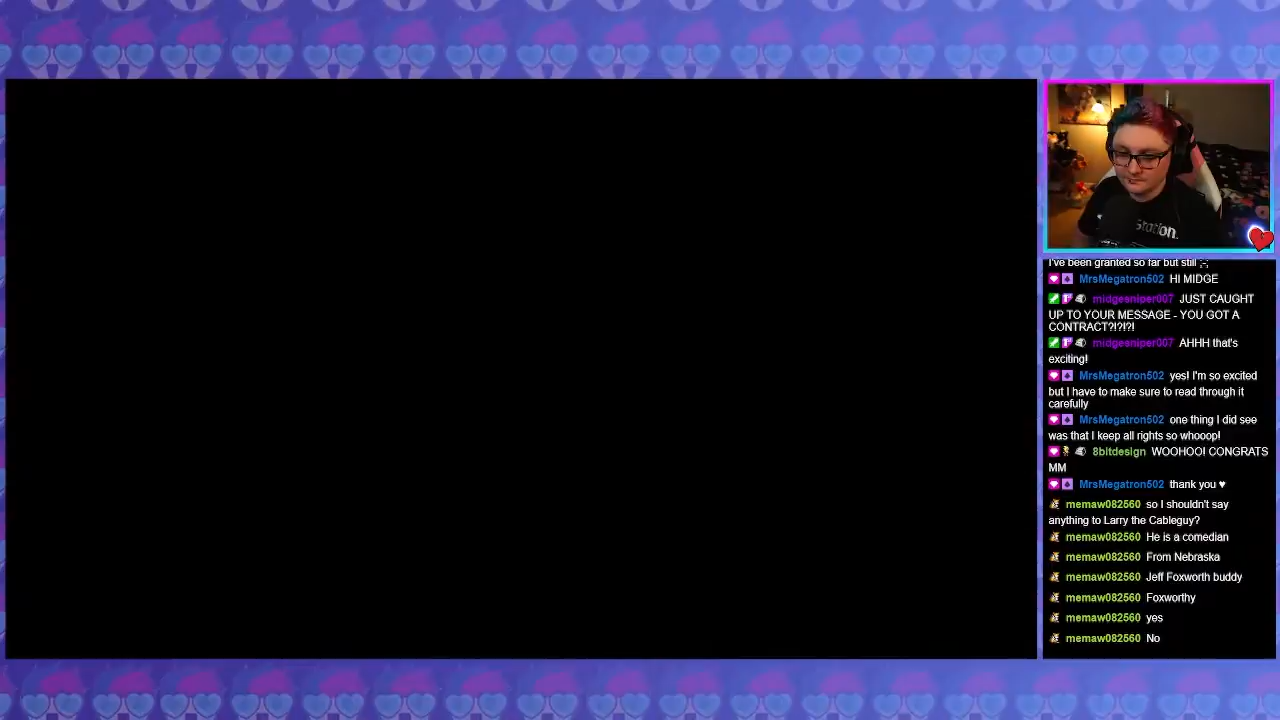 Station.
I've been granted so far but still ;-;
MrsMegatron502 HI MIDGE
midgesniper007 JUST CAUGHT
UP TO YOUR MESSAGE - YOU GOT A
CONTRACT?!?!?!
midgesniper007 AHHH that's
exciting!
MrsMegatron502 yes! I'm so excited
but I have to make sure to read through it
carefully
MrsMegatron502 one thing I did see
was that I keep all rights so whooop!
8bitdesign WOOHOO! CONGRATS
MM
MrsMegatron502 thank you ♥
memaw082560 so I shouldn't say
anything to Larry the Cableguy?
memaw082560 He is a comedian
memaw082560 From Nebraska
memaw082560 Jeff Foxworth buddy
memaw082560 Foxworthy
memaw082560 yes
memaw082560 No